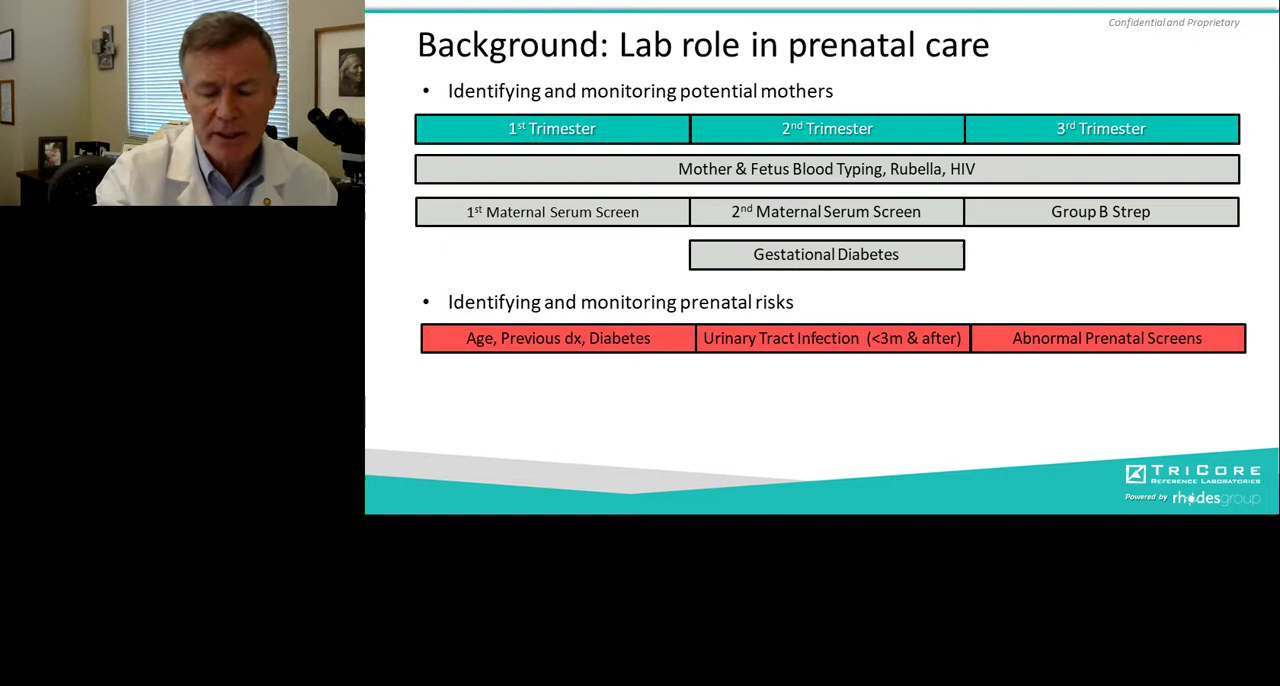 Confidential and Proprietary
Background: Lab role in prenatal care
• Identifying and monitoring potential mothers
1st Trimester
2nd Trimester
3rd Trimester
Mother & Fetus Blood Typing, Rubella, HIV
1st Maternal Serum Screen
2nd Maternal Serum Screen
Group B Strep
Gestational Diabetes
• Identifying and monitoring prenatal risks
Age, Previous dx, Diabetes
Urinary Tract Infection (<3m & after)
Abnormal Prenatal Screens
TRICORE
REFERENCE LABORATORIES
Powered by rhodesgroup